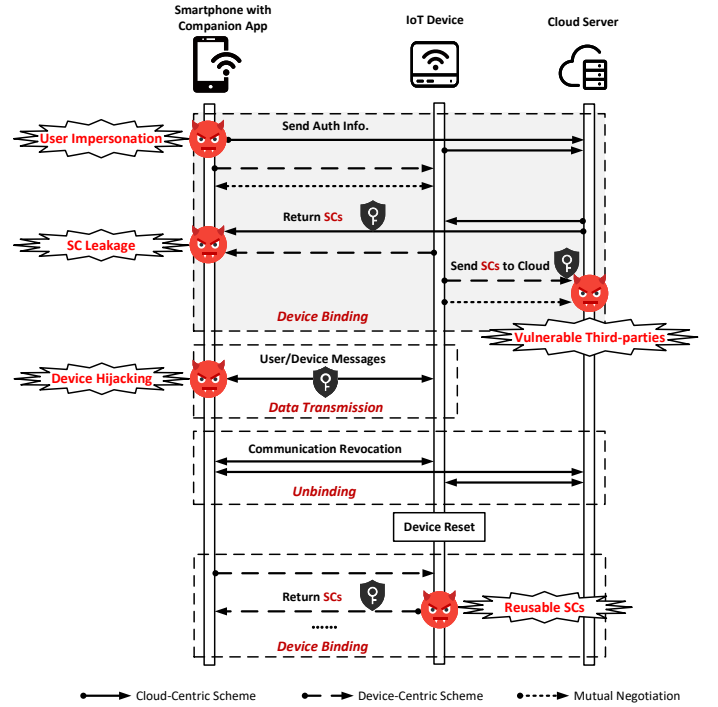 Smartphone with
Companion App
IoT Device
Cloud Server
Send Auth Info.
User Impersonation
Return SCs
SC Leakage
Send SCs to Cloud
Device Binding
Vulnerable Third-parties
User/Device Messages
Device Hijacking
Data Transmission
Communication Revocation
Unbinding
Device Reset
Return SCs
Reusable SCs
......
Device Binding
Cloud-Centric Scheme
Device-Centric Scheme
Mutual Negotiation